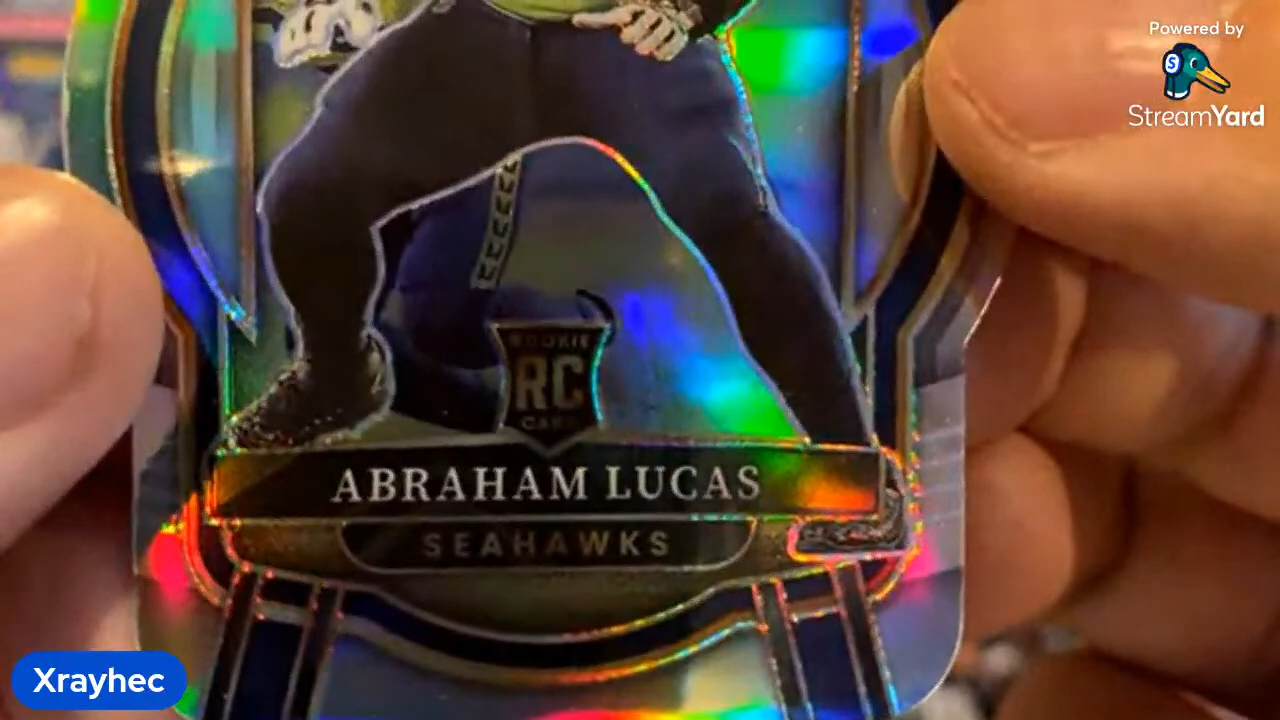 Powered by
StreamYard
ROOKIE
RC
CARD
ABRAHAM LUCAS
SEAHAWKS
Xrayhec